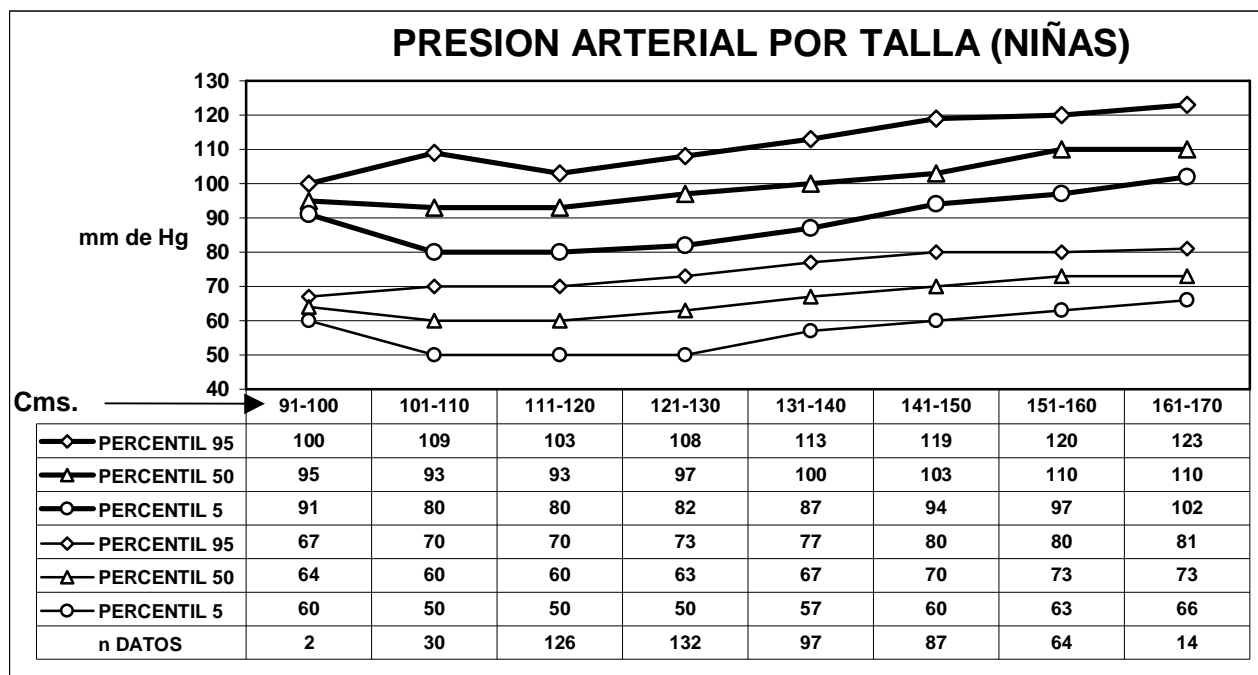 PRESION ARTERIAL POR TALLA (NIÑAS)
130
120
110
100
90
80
70
60
50
40
mm de Hg
Cms. 91-100 101-110 111-120 121-130 131-140 141-150 151-160 161-170
PERCENTIL 95 100 109 103 108 113 119 120 123
PERCENTIL 50 95 93 93 97 100 103 110 110
PERCENTIL 5 91 80 80 82 87 94 97 102
PERCENTIL 95 67 70 70 73 77 80 80 81
PERCENTIL 50 64 60 60 63 67 70 73 73
PERCENTIL 5 60 50 50 50 57 60 63 66
n DATOS 2 30 126 132 97 87 64 14